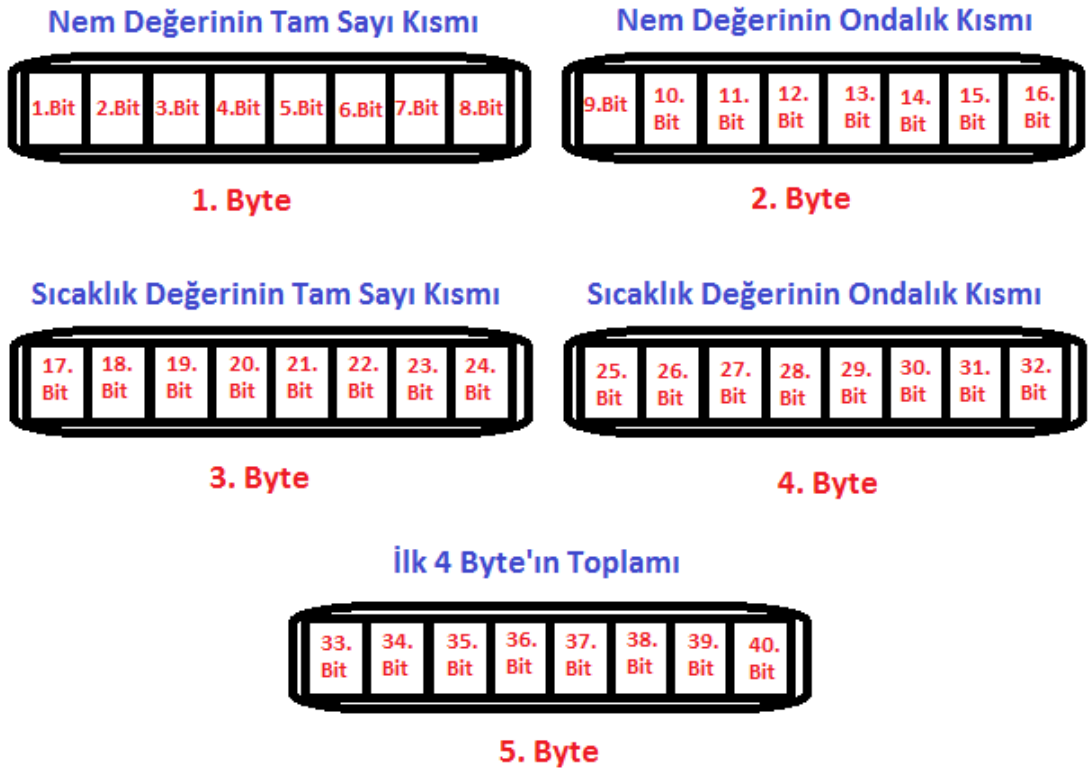 Nem Değerinin Tam Sayı Kısmı
1.Bit 2.Bit 3.Bit 4.Bit 5.Bit 6.Bit 7.Bit 8.Bit
1. Byte
Nem Değerinin Ondalık Kısmı
9.Bit 10. Bit 11. Bit 12. Bit 13. Bit 14. Bit 15. Bit 16. Bit
2. Byte
Sıcaklık Değerinin Tam Sayı Kısmı
17. Bit 18. Bit 19. Bit 20. Bit 21. Bit 22. Bit 23. Bit 24. Bit
3. Byte
Sıcaklık Değerinin Ondalık Kısmı
25. Bit 26. Bit 27. Bit 28. Bit 29. Bit 30. Bit 31. Bit 32. Bit
4. Byte
İlk 4 Byte'ın Toplamı
33. Bit 34. Bit 35. Bit 36. Bit 37. Bit 38. Bit 39. Bit 40. Bit
5. Byte